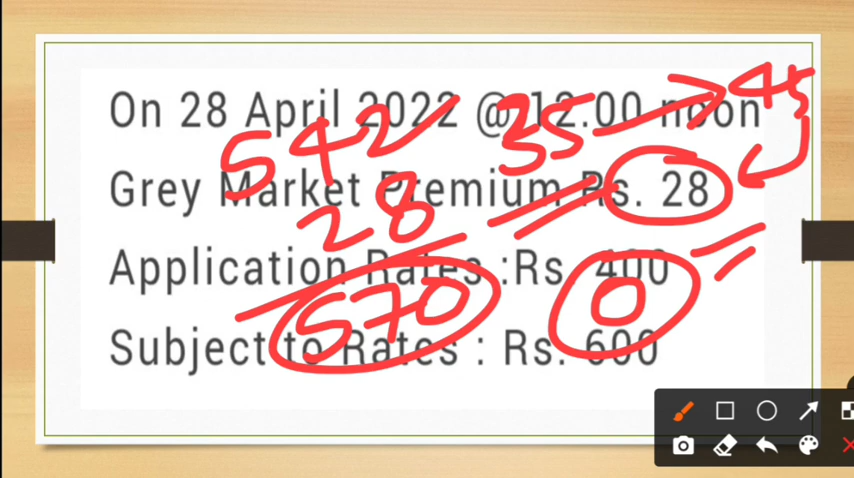 On 28 April 2022 @ 12.00 noon
542 35 45
Grey Market Premium Rs. 28
28
Application Rates :Rs. 400
570 0
Subject to Rates : Rs. 600